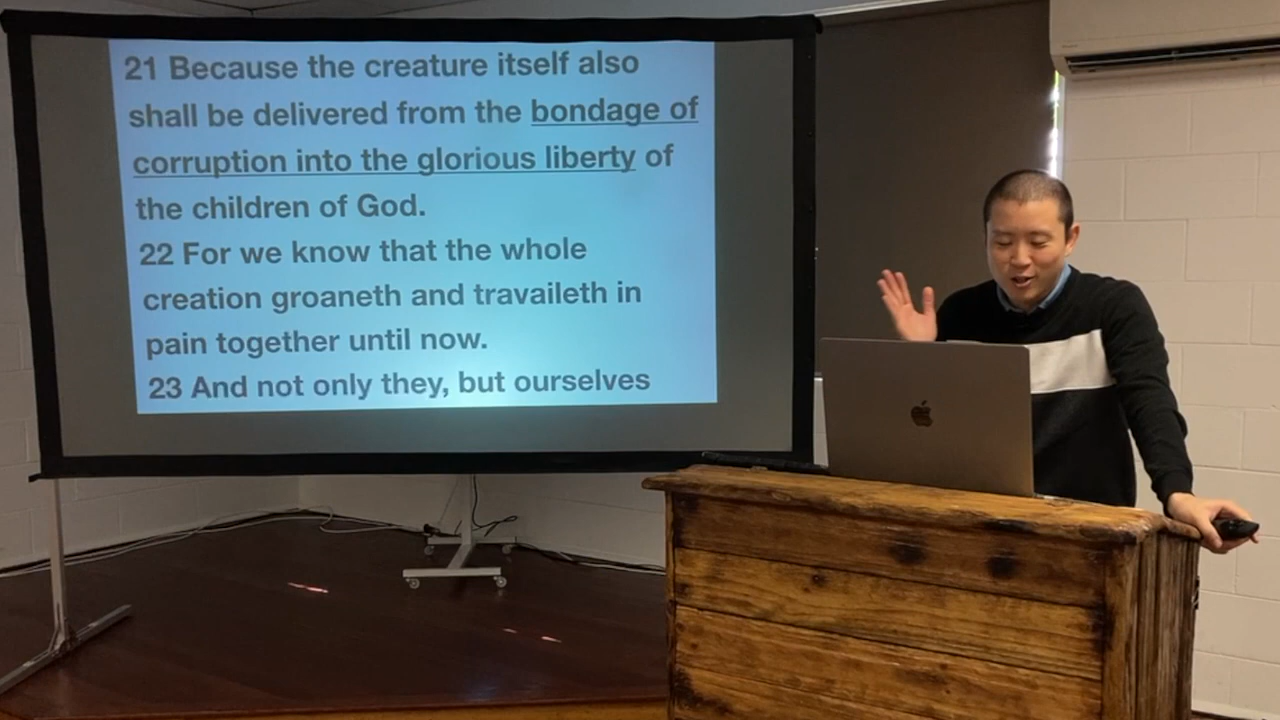 21 Because the creature itself also
shall be delivered from the bondage of
corruption into the glorious liberty of
the children of God.
22 For we know that the whole
creation groaneth and travaileth in
pain together until now.
23 And not only they, but ourselves